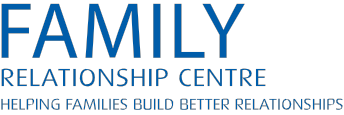 FAMILY
RELATIONSHIP CENTRE
HELPING FAMILIES BUILD BETTER RELATIONSHIPS